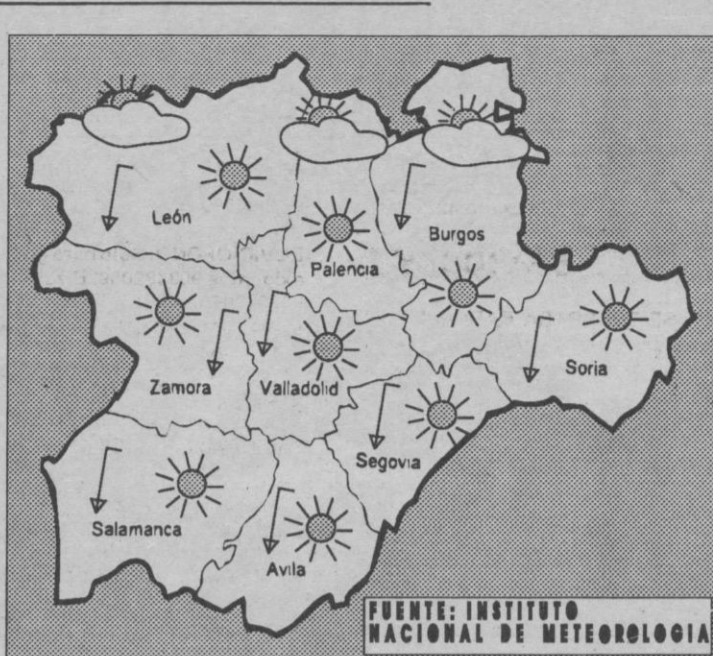 León
Burgos
Palencia
Soria
Zamora
Valladolid
Segovia
Salamanca
Avila
FUENTE: INSTITUTO
NACIONAL DE METEOROLOGIA